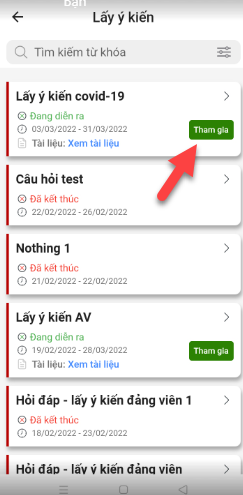 Bạn
Lấy ý kiến
Tìm kiếm từ khóa
Lấy ý kiến covid-19
Đang diễn ra
03/03/2022 - 31/03/2022
Tham gia
Tài liệu: Xem tài liệu
Câu hỏi test
Đã kết thúc
22/02/2022 - 26/02/2022
Nothing 1
Đã kết thúc
21/02/2022 - 22/02/2022
Lấy ý kiến AV
Đang diễn ra
19/02/2022 - 28/03/2022
Tham gia
Tài liệu: Xem tài liệu
Hỏi đáp - lấy ý kiến đảng viên 1
Đã kết thúc
18/02/2022 - 23/02/2022
Hỏi đáp - lấy ý kiến đảng viên